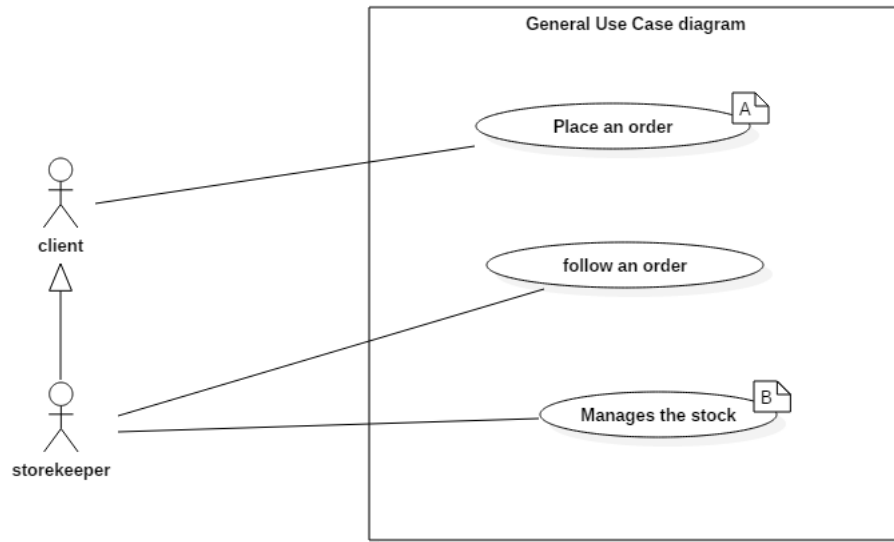 General Use Case diagram
A
Place an order
client
follow an order
B
Manages the stock
storekeeper